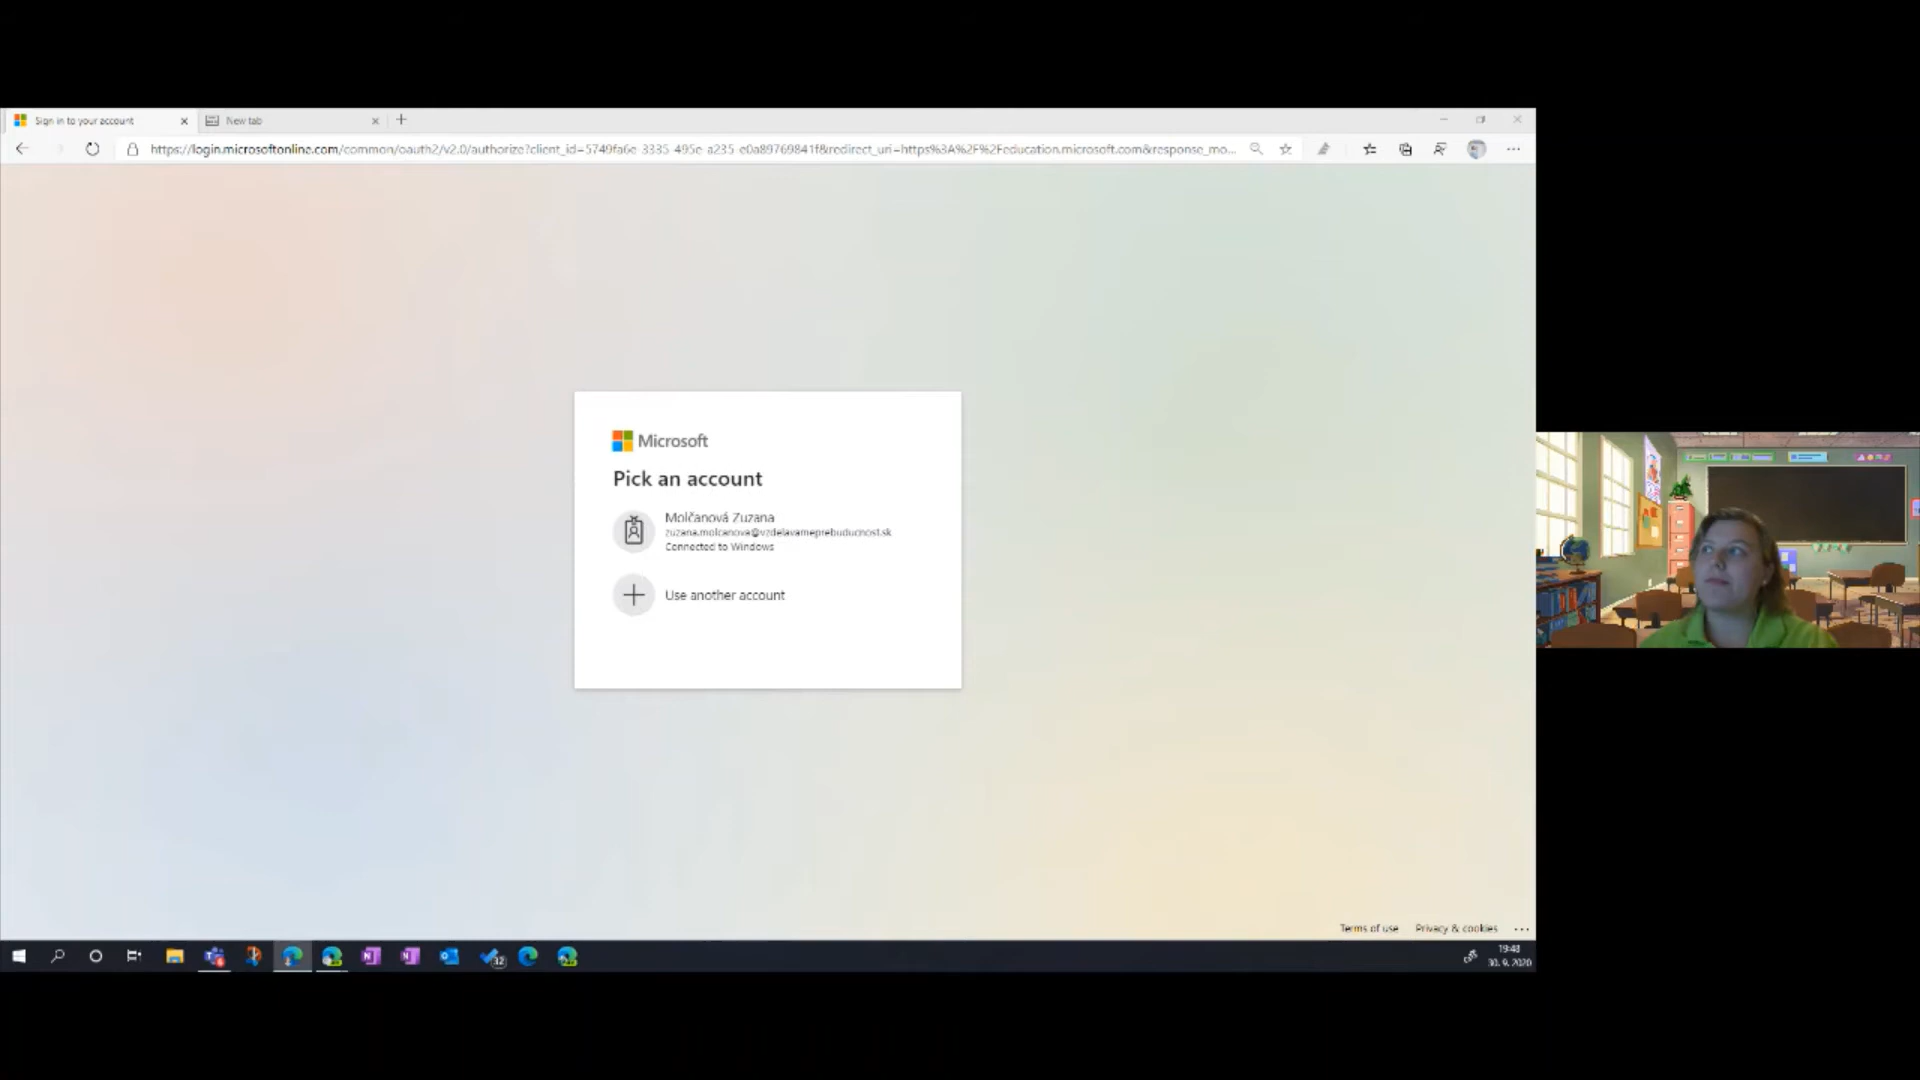 Sign in to your account
New tab
https://login.microsoftonline.com/common/oauth2/v2.0/authorize?client_id=5749fa6e-3335-495e-a235-e0a89769841f&redirect_uri=https%3A%2F%2Feducation.microsoft.com&response_mo...
Microsoft
Pick an account
Molčanová Zuzana
zuzana.molcanova@vzdelavameprebuducnost.sk
Connected to Windows
Use another account
Terms of use
Privacy & cookies
32
19:48
30. 9. 2020